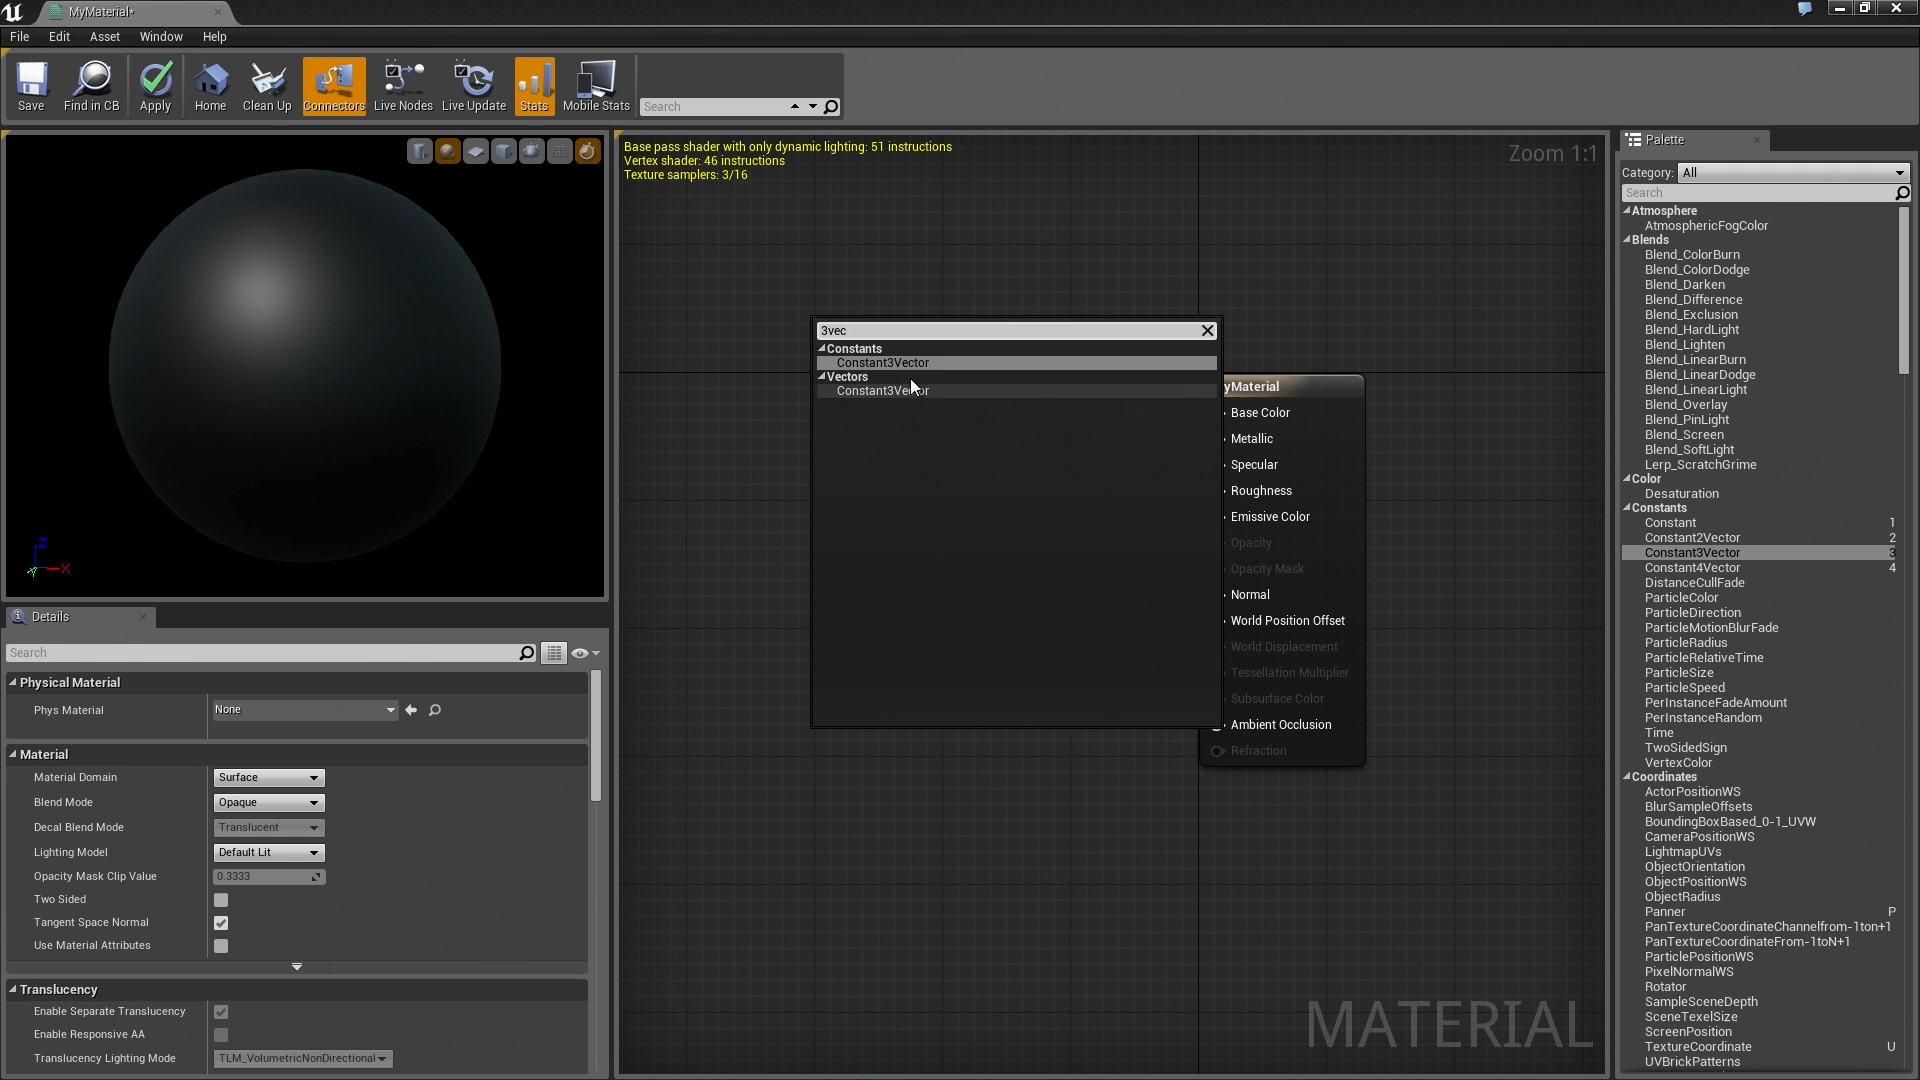 MyMaterial*
File Edit Asset Window Help
Save Find in CB Apply Home Clean Up Connectors Live Nodes Live Update Stats Mobile Stats Search
Base pass shader with only dynamic lighting: 51 instructions
Vertex shader: 46 instructions
Texture samplers: 3/16
Zoom 1:1
Z
X
Y
3vec
Constants
Constant3Vector
Vectors
Constant3Vector
yMaterial
Base Color
Metallic
Specular
Roughness
Emissive Color
Opacity
Opacity Mask
Normal
World Position Offset
World Displacement
Tessellation Multiplier
Subsurface Color
Ambient Occlusion
Refraction
MATERIAL
Details
Search
Physical Material
Phys Material None
Material
Material Domain Surface
Blend Mode Opaque
Decal Blend Mode Translucent
Lighting Model Default Lit
Opacity Mask Clip Value 0.3333
Two Sided
Tangent Space Normal
Use Material Attributes
Translucency
Enable Separate Translucency
Enable Responsive AA
Translucency Lighting Mode TLM_VolumetricNonDirectional
Palette
Category: All
Search
Atmosphere
AtmosphericFogColor
Blends
Blend_ColorBurn
Blend_ColorDodge
Blend_Darken
Blend_Difference
Blend_Exclusion
Blend_HardLight
Blend_Lighten
Blend_LinearBurn
Blend_LinearDodge
Blend_LinearLight
Blend_Overlay
Blend_PinLight
Blend_Screen
Blend_SoftLight
Lerp_ScratchGrime
Color
Desaturation
Constants
Constant 1
Constant2Vector 2
Constant3Vector 3
Constant4Vector 4
DistanceCullFade
ParticleColor
ParticleDirection
ParticleMotionBlurFade
ParticleRadius
ParticleRelativeTime
ParticleSize
ParticleSpeed
PerInstanceFadeAmount
PerInstanceRandom
Time
TwoSidedSign
VertexColor
Coordinates
ActorPositionWS
BlurSampleOffsets
BoundingBoxBased_0-1_UVW
CameraPositionWS
LightmapUVs
ObjectOrientation
ObjectPositionWS
ObjectRadius
Panner P
PanTextureCoordinateChannelfrom-1ton+1
PanTextureCoordinateFrom-1toN+1
ParticlePositionWS
PixelNormalWS
Rotator
SampleSceneDepth
SceneTexelSize
ScreenPosition
TextureCoordinate U
UVBrickPatterns